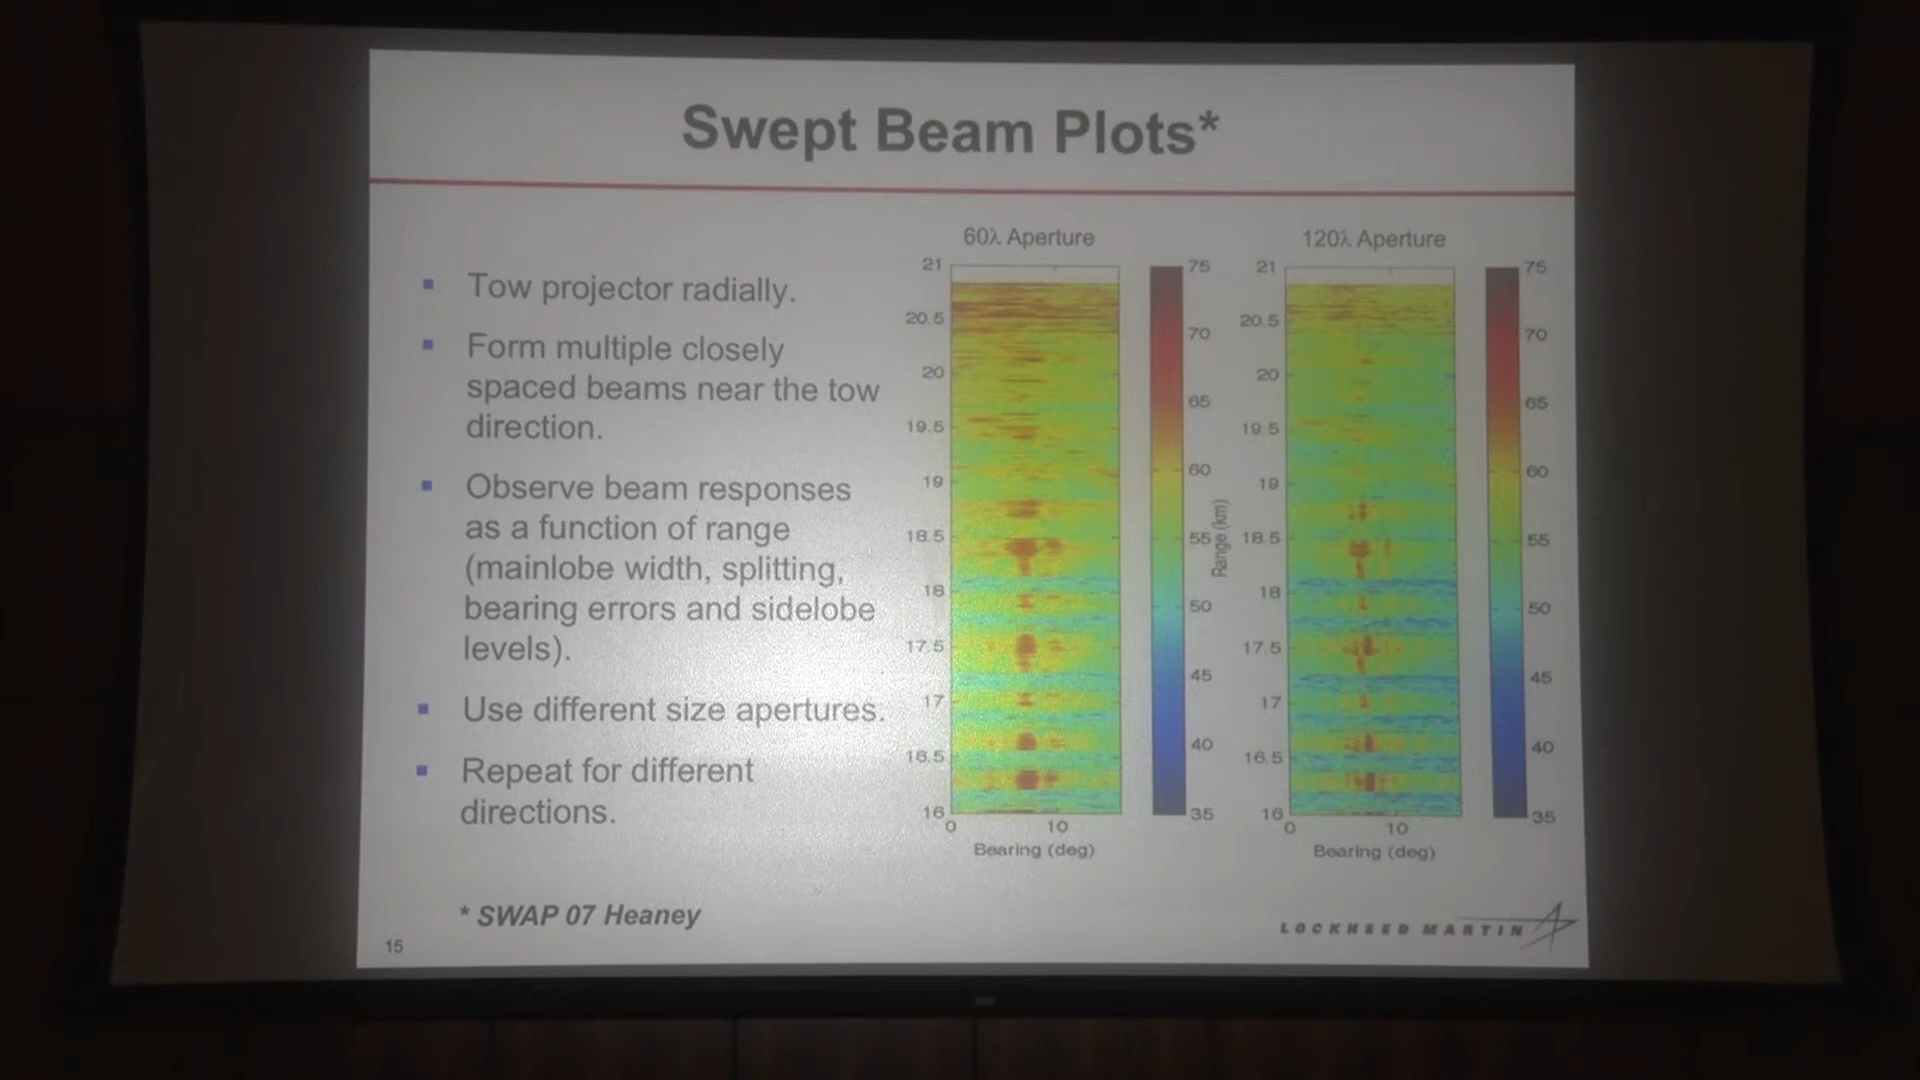 Swept Beam Plots*
▪ Tow projector radially.
▪ Form multiple closely
spaced beams near the tow
direction.
▪ Observe beam responses
as a function of range
(mainlobe width, splitting,
bearing errors and sidelobe
levels).
▪ Use different size apertures.
▪ Repeat for different
directions.
* SWAP 07 Heaney
15
60λ Aperture
21
20.5
20
19.5
19
18.5
18
17.5
17
16.5
16
0 10
Bearing (deg)
75
70
65
60
55
50
45
40
35
120λ Aperture
Range (km)
21
20.5
20
19.5
19
18.5
18
17.5
17
16.5
16
0 10
Bearing (deg)
75
70
65
60
55
50
45
40
35
LOCKHEED MARTIN